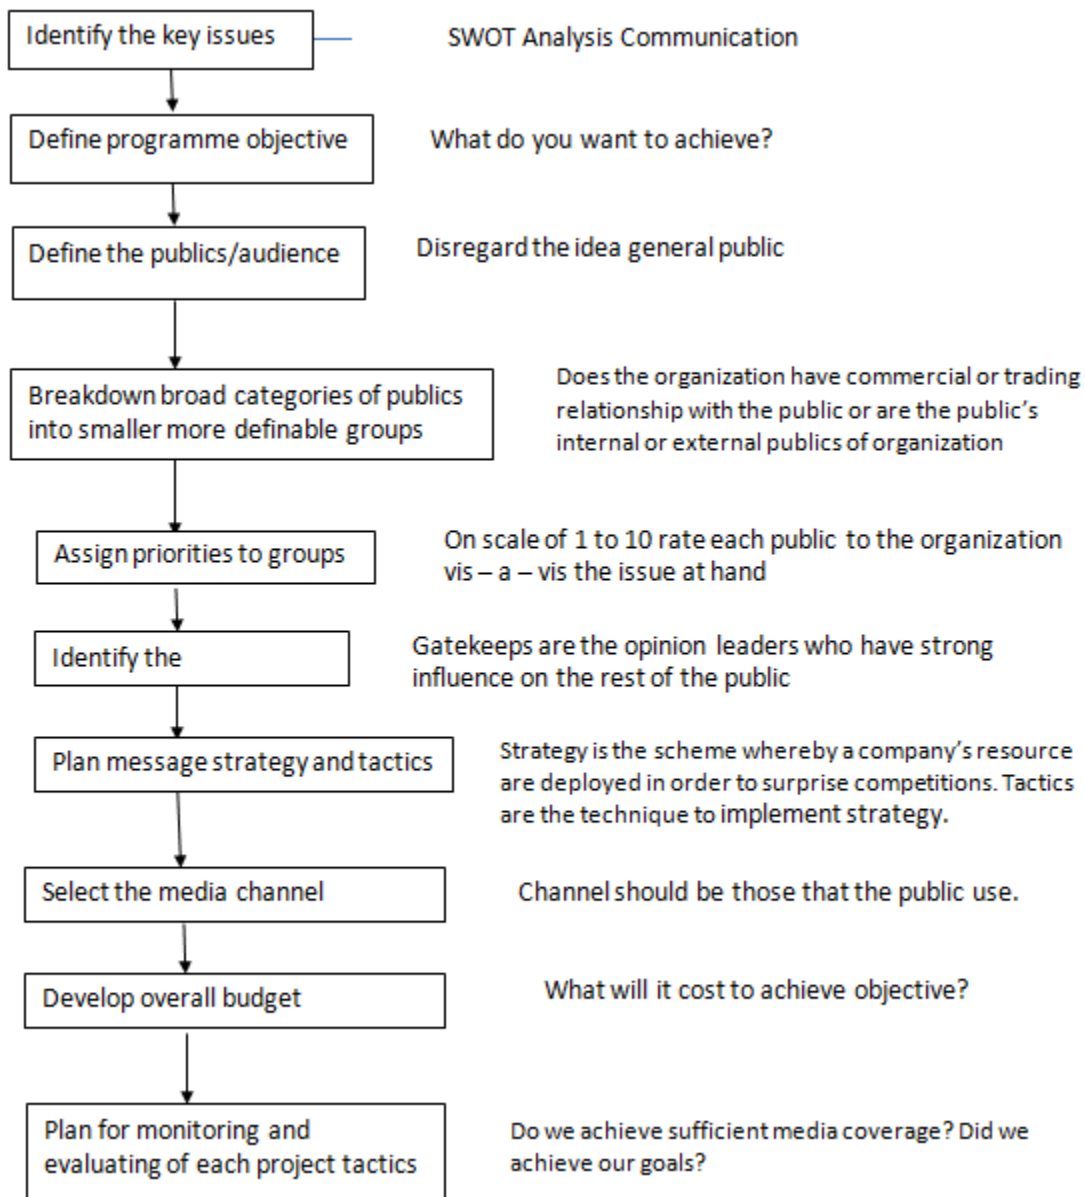 Identify the key issues
SWOT Analysis Communication
Define programme objective
What do you want to achieve?
Define the publics/audience
Disregard the idea general public
Breakdown broad categories of publics
into smaller more definable groups
Does the organization have commercial or trading
relationship with the public or are the public’s
internal or external publics of organization
Assign priorities to groups
On scale of 1 to 10 rate each public to the organization
vis – a – vis the issue at hand
Identify the
Gatekeeps are the opinion leaders who have strong
influence on the rest of the public
Plan message strategy and tactics
Strategy is the scheme whereby a company’s resource
are deployed in order to surprise competitions. Tactics
are the technique to implement strategy.
Select the media channel
Channel should be those that the public use.
Develop overall budget
What will it cost to achieve objective?
Plan for monitoring and
evaluating of each project tactics
Do we achieve sufficient media coverage? Did we
achieve our goals?